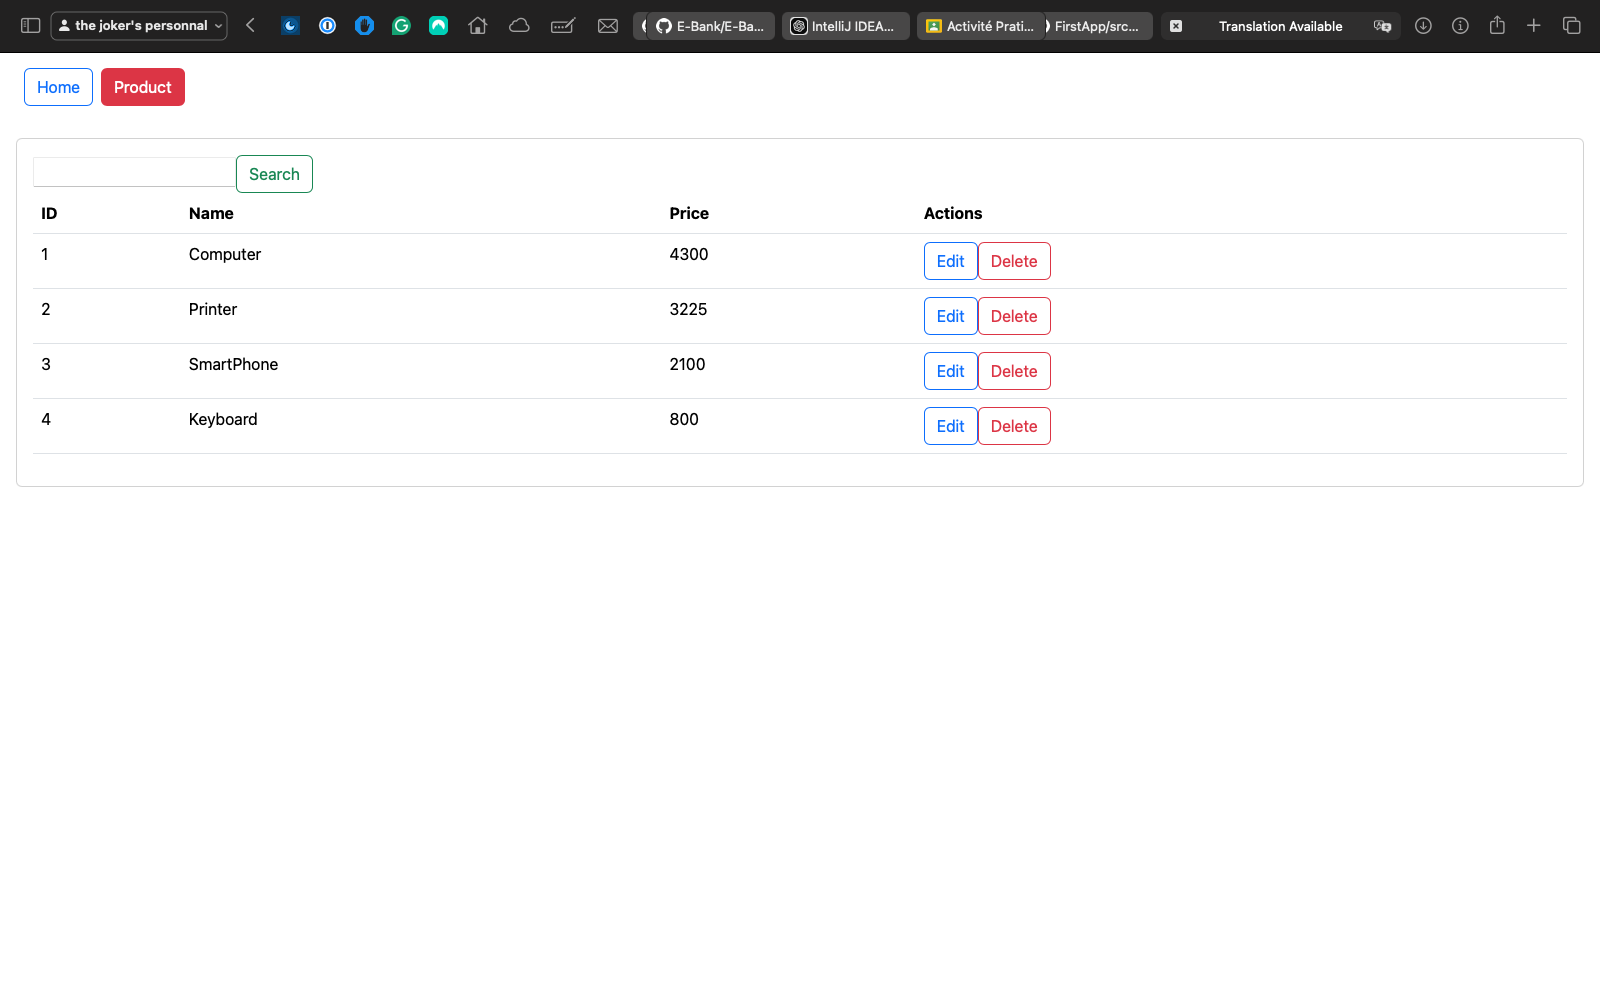 the joker's personnal
E-Bank/E-Ba...
IntelliJ IDEA...
Activité Prati...
FirstApp/src...
Translation Available
Home
Product
Search
ID Name Price Actions
1 Computer 4300 Edit Delete
2 Printer 3225 Edit Delete
3 SmartPhone 2100 Edit Delete
4 Keyboard 800 Edit Delete